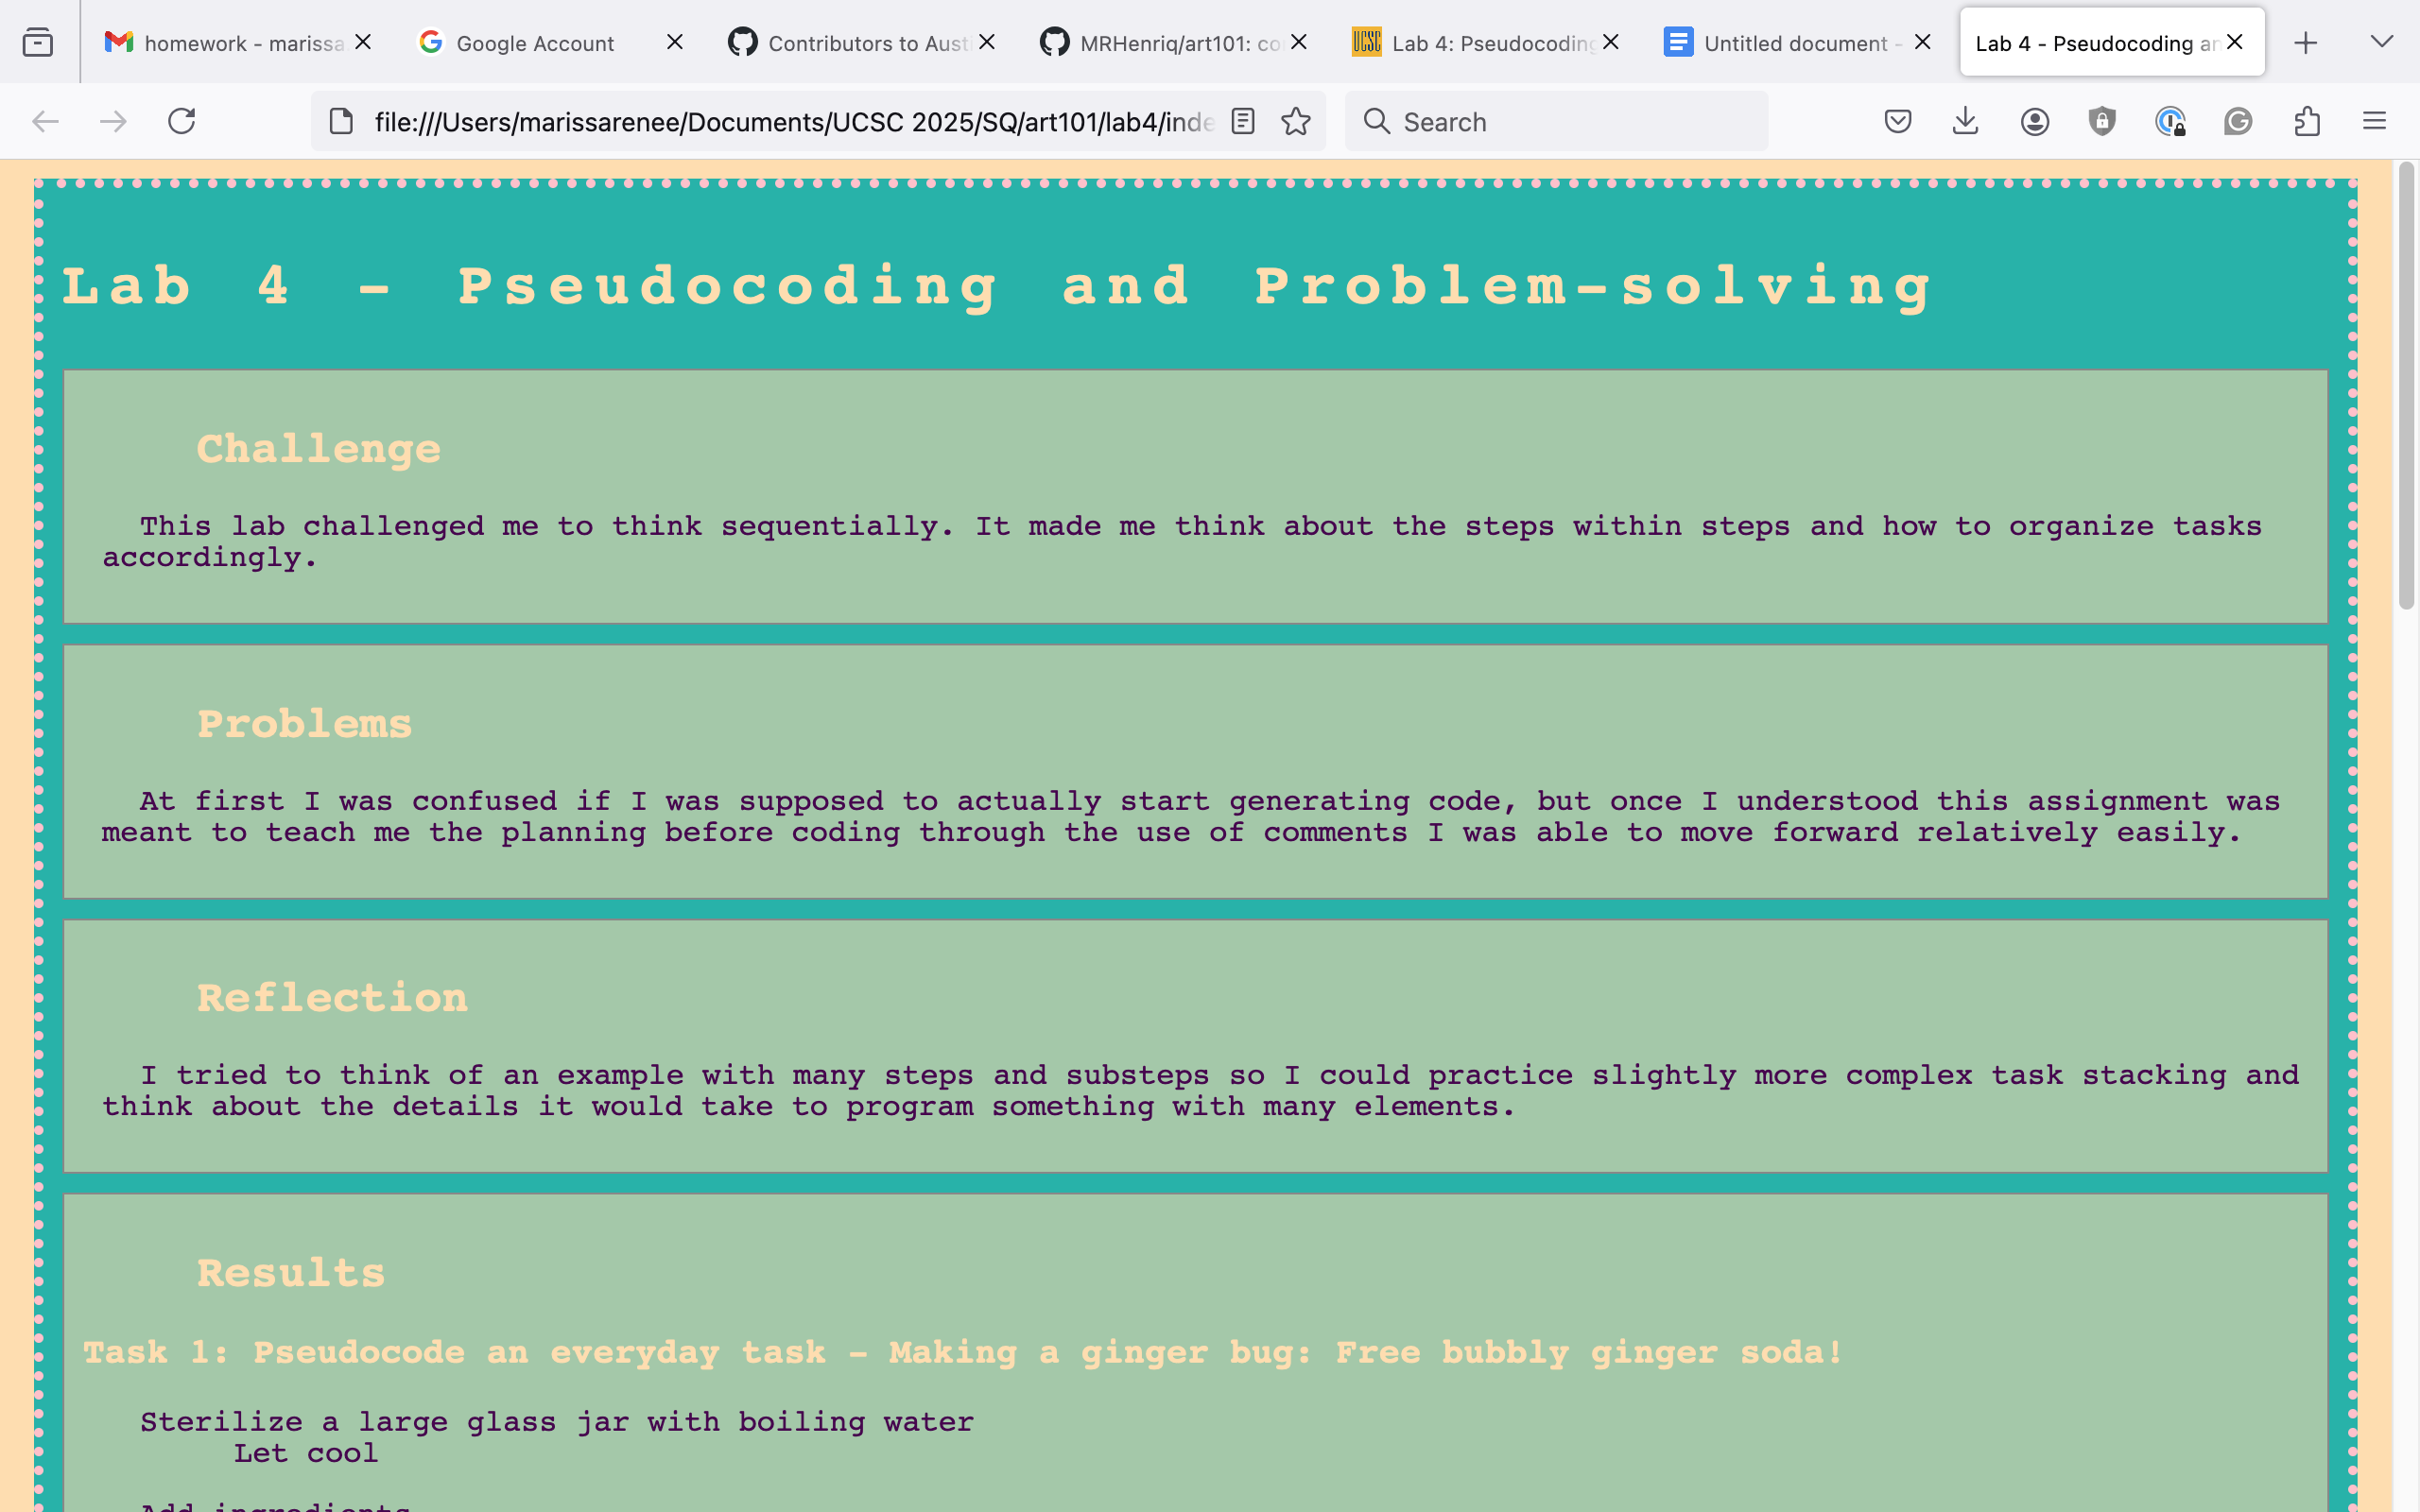 homework - marissa
Google Account
Contributors to Aust
MRHenriq/art101: co
UCSC
Lab 4: Pseudocoding
Untitled document -
Lab 4 - Pseudocoding an
file:///Users/marissarenee/Documents/UCSC 2025/SQ/art101/lab4/inde
Search
Lab 4 - Pseudocoding and Problem-solving
Challenge
This lab challenged me to think sequentially. It made me think about the steps within steps and how to organize tasks
accordingly.
Problems
At first I was confused if I was supposed to actually start generating code, but once I understood this assignment was
meant to teach me the planning before coding through the use of comments I was able to move forward relatively easily.
Reflection
I tried to think of an example with many steps and substeps so I could practice slightly more complex task stacking and
think about the details it would take to program something with many elements.
Results
Task 1: Pseudocode an everyday task - Making a ginger bug: Free bubbly ginger soda!
Sterilize a large glass jar with boiling water
Let cool
Add ingredients